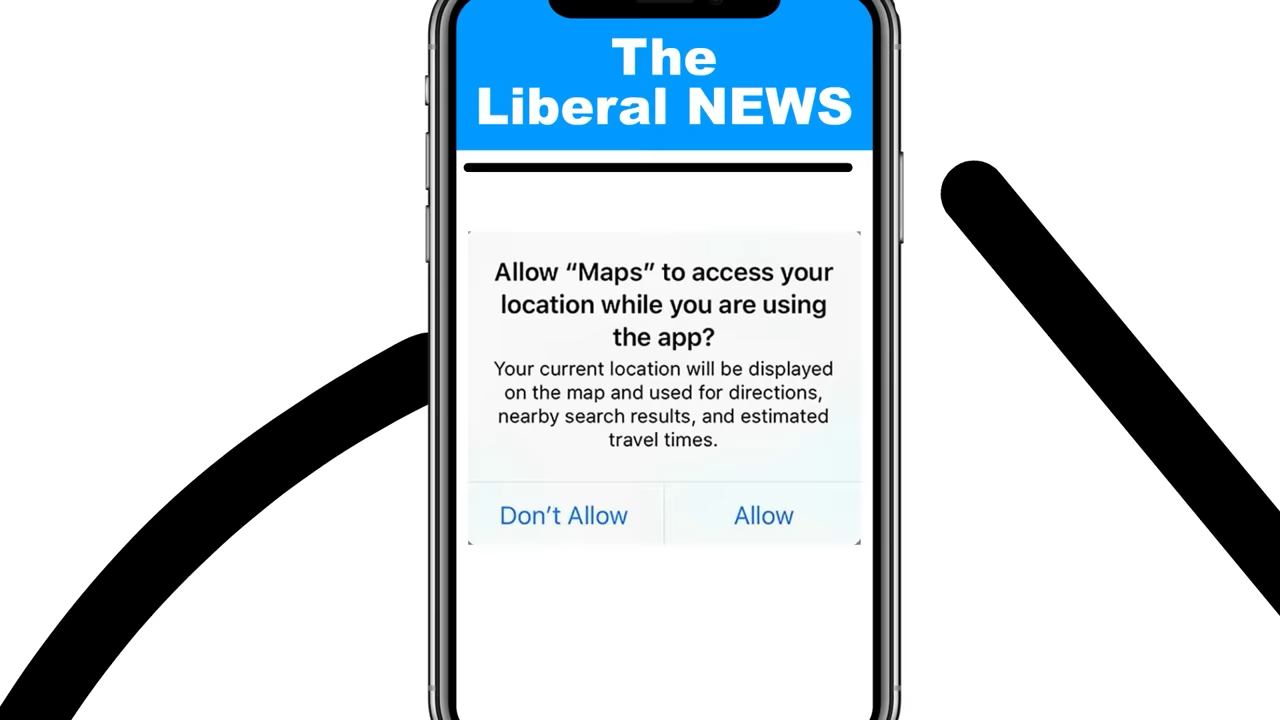 The
Liberal NEWS
Allow “Maps” to access your
location while you are using
the app?
Your current location will be displayed
on the map and used for directions,
nearby search results, and estimated
travel times.
Don’t Allow
Allow